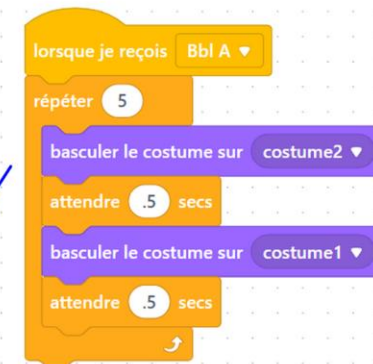 lorsque je reçois Bbl A
répéter 5
basculer le costume sur costume2
attendre .5 secs
basculer le costume sur costume1
attendre .5 secs